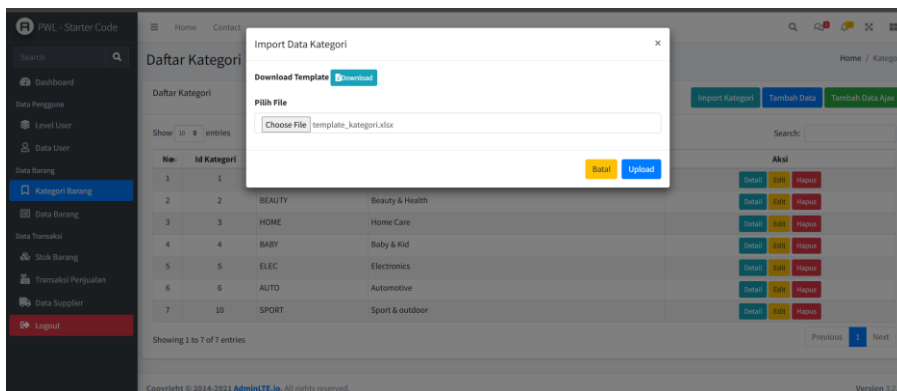 PWL - Starter Code
Home Contact
Search
Dashboard
Data Pengguna
Level User
Data User
Data Barang
Kategori Barang
Data Barang
Data Transaksi
Stok Barang
Transaksi Penjualan
Data Supplier
Logout
Daftar Kategori
Home / Katego
Daftar Kategori
Import Kategori Tambah Data Tambah Data Ajax
Import Data Kategori ×
Download Template Download
Pilih File
Choose File template_kategori.xlsx
Batal Upload
Show 10 entries Search:
No Id Kategori Aksi
1 1 Detail Edit Hapus
2 2 BEAUTY Beauty & Health Detail Edit Hapus
3 3 HOME Home Care Detail Edit Hapus
4 4 BABY Baby & Kid Detail Edit Hapus
5 5 ELEC Electronics Detail Edit Hapus
6 6 AUTO Automotive Detail Edit Hapus
7 10 SPORT Sport & outdoor Detail Edit Hapus
Showing 1 to 7 of 7 entries Previous 1 Next
Copyright © 2014-2021 AdminLTE.io. All rights reserved. Version 3.2